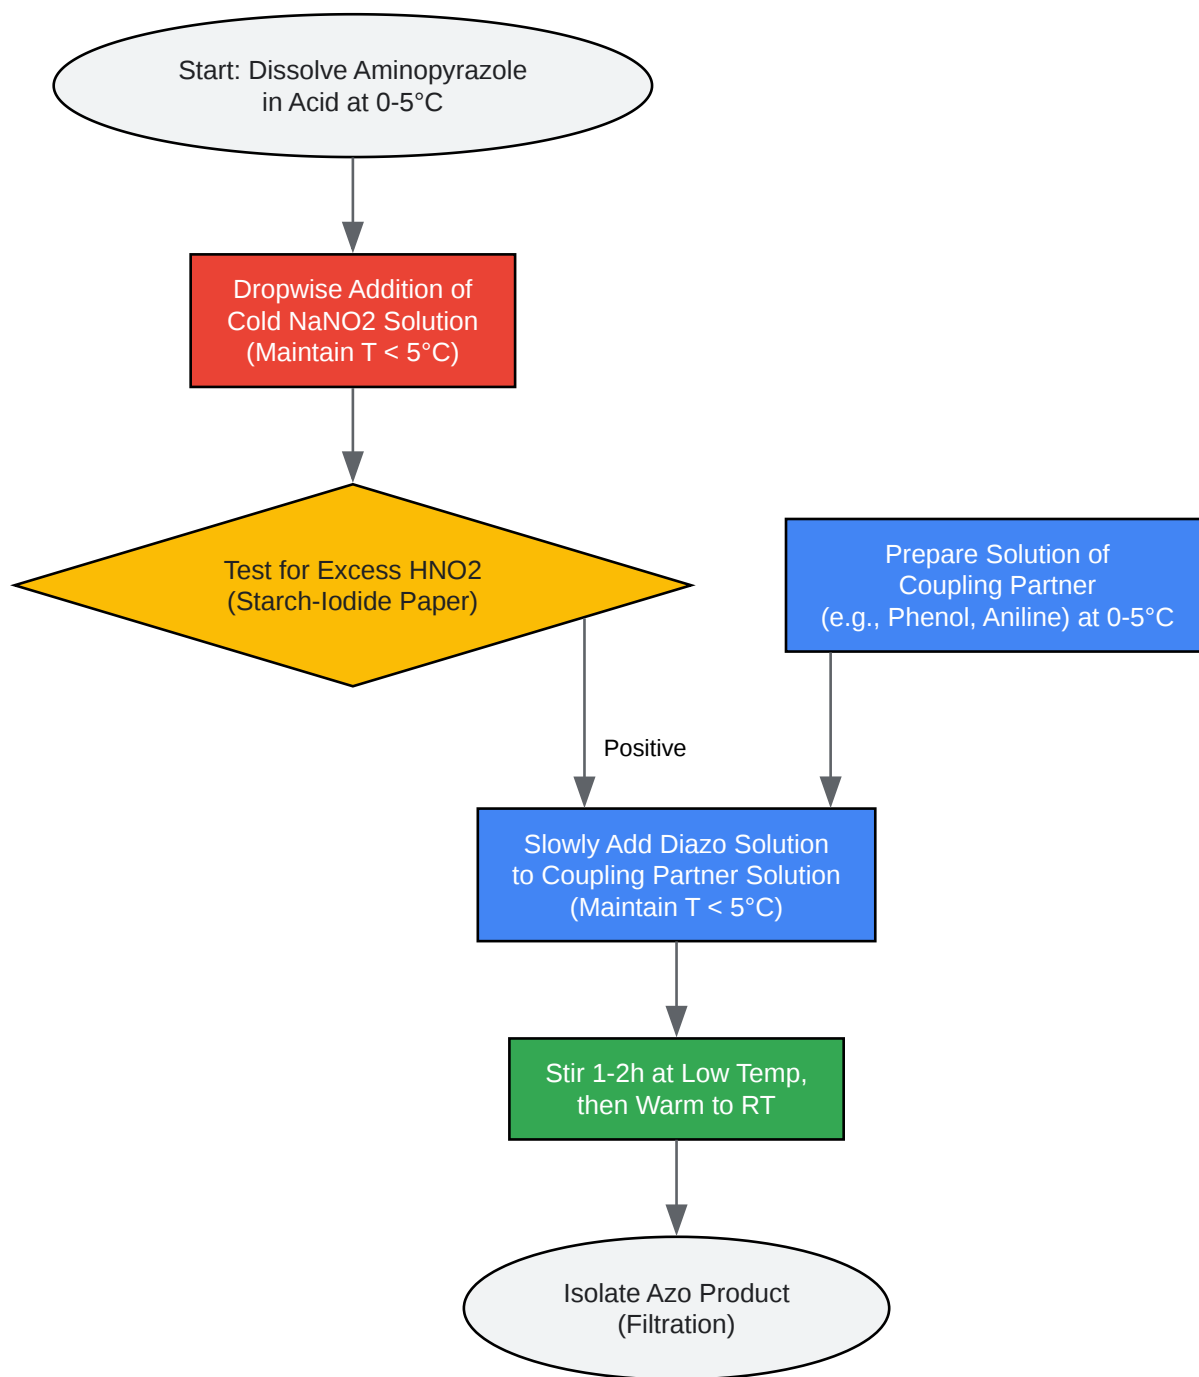 Start: Dissolve Aminopyrazole
in Acid at 0-5°C
Dropwise Addition of
Cold NaNO2 Solution
(Maintain T < 5°C)
Test for Excess HNO2
(Starch-Iodide Paper)
Prepare Solution of
Coupling Partner
(e.g., Phenol, Aniline) at 0-5°C
Positive
Slowly Add Diazo Solution
to Coupling Partner Solution
(Maintain T < 5°C)
Stir 1-2h at Low Temp,
then Warm to RT
Isolate Azo Product
(Filtration)